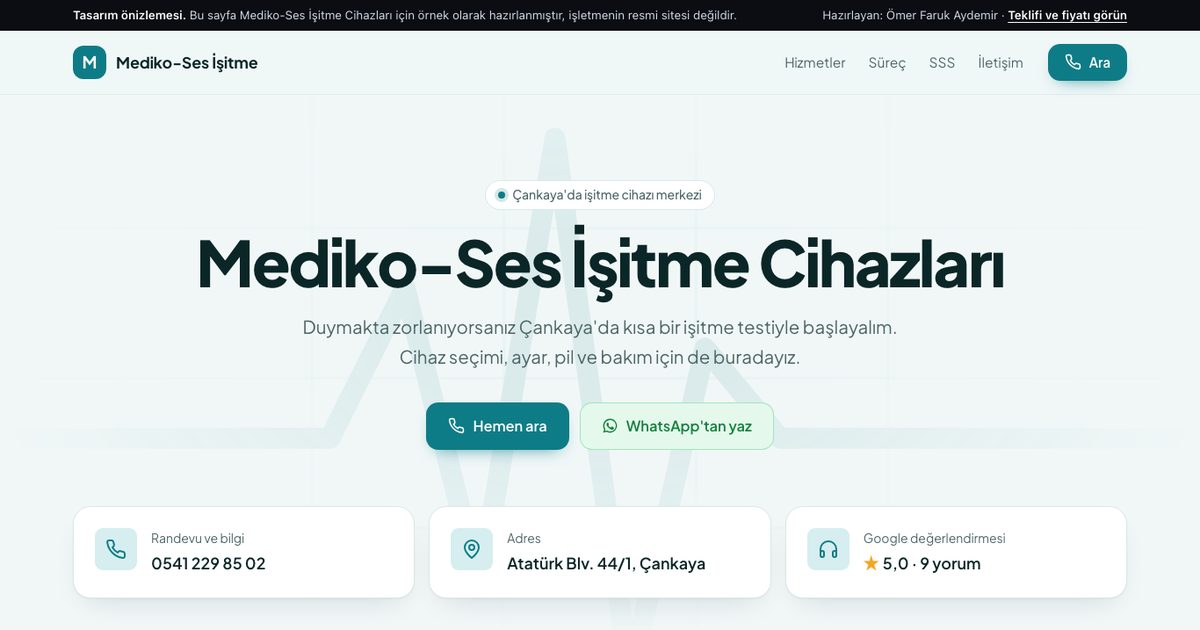 Tasarım önizlemesi. Bu sayfa Mediko-Ses İşitme Cihazları için örnek olarak hazırlanmıştır, işletmenin resmi sitesi değildir.
Hazırlayan: Ömer Faruk Aydemir · Teklifi ve fiyatı görün
M Mediko-Ses İşitme
Hizmetler Süreç SSS İletişim Ara
Çankaya'da işitme cihazı merkezi
Mediko-Ses İşitme Cihazları
Duymakta zorlanıyorsanız Çankaya'da kısa bir işitme testiyle başlayalım.
Cihaz seçimi, ayar, pil ve bakım için de buradayız.
Hemen ara
WhatsApp'tan yaz
Randevu ve bilgi
0541 229 85 02
Adres
Atatürk Blv. 44/1, Çankaya
Google değerlendirmesi
★ 5,0 · 9 yorum